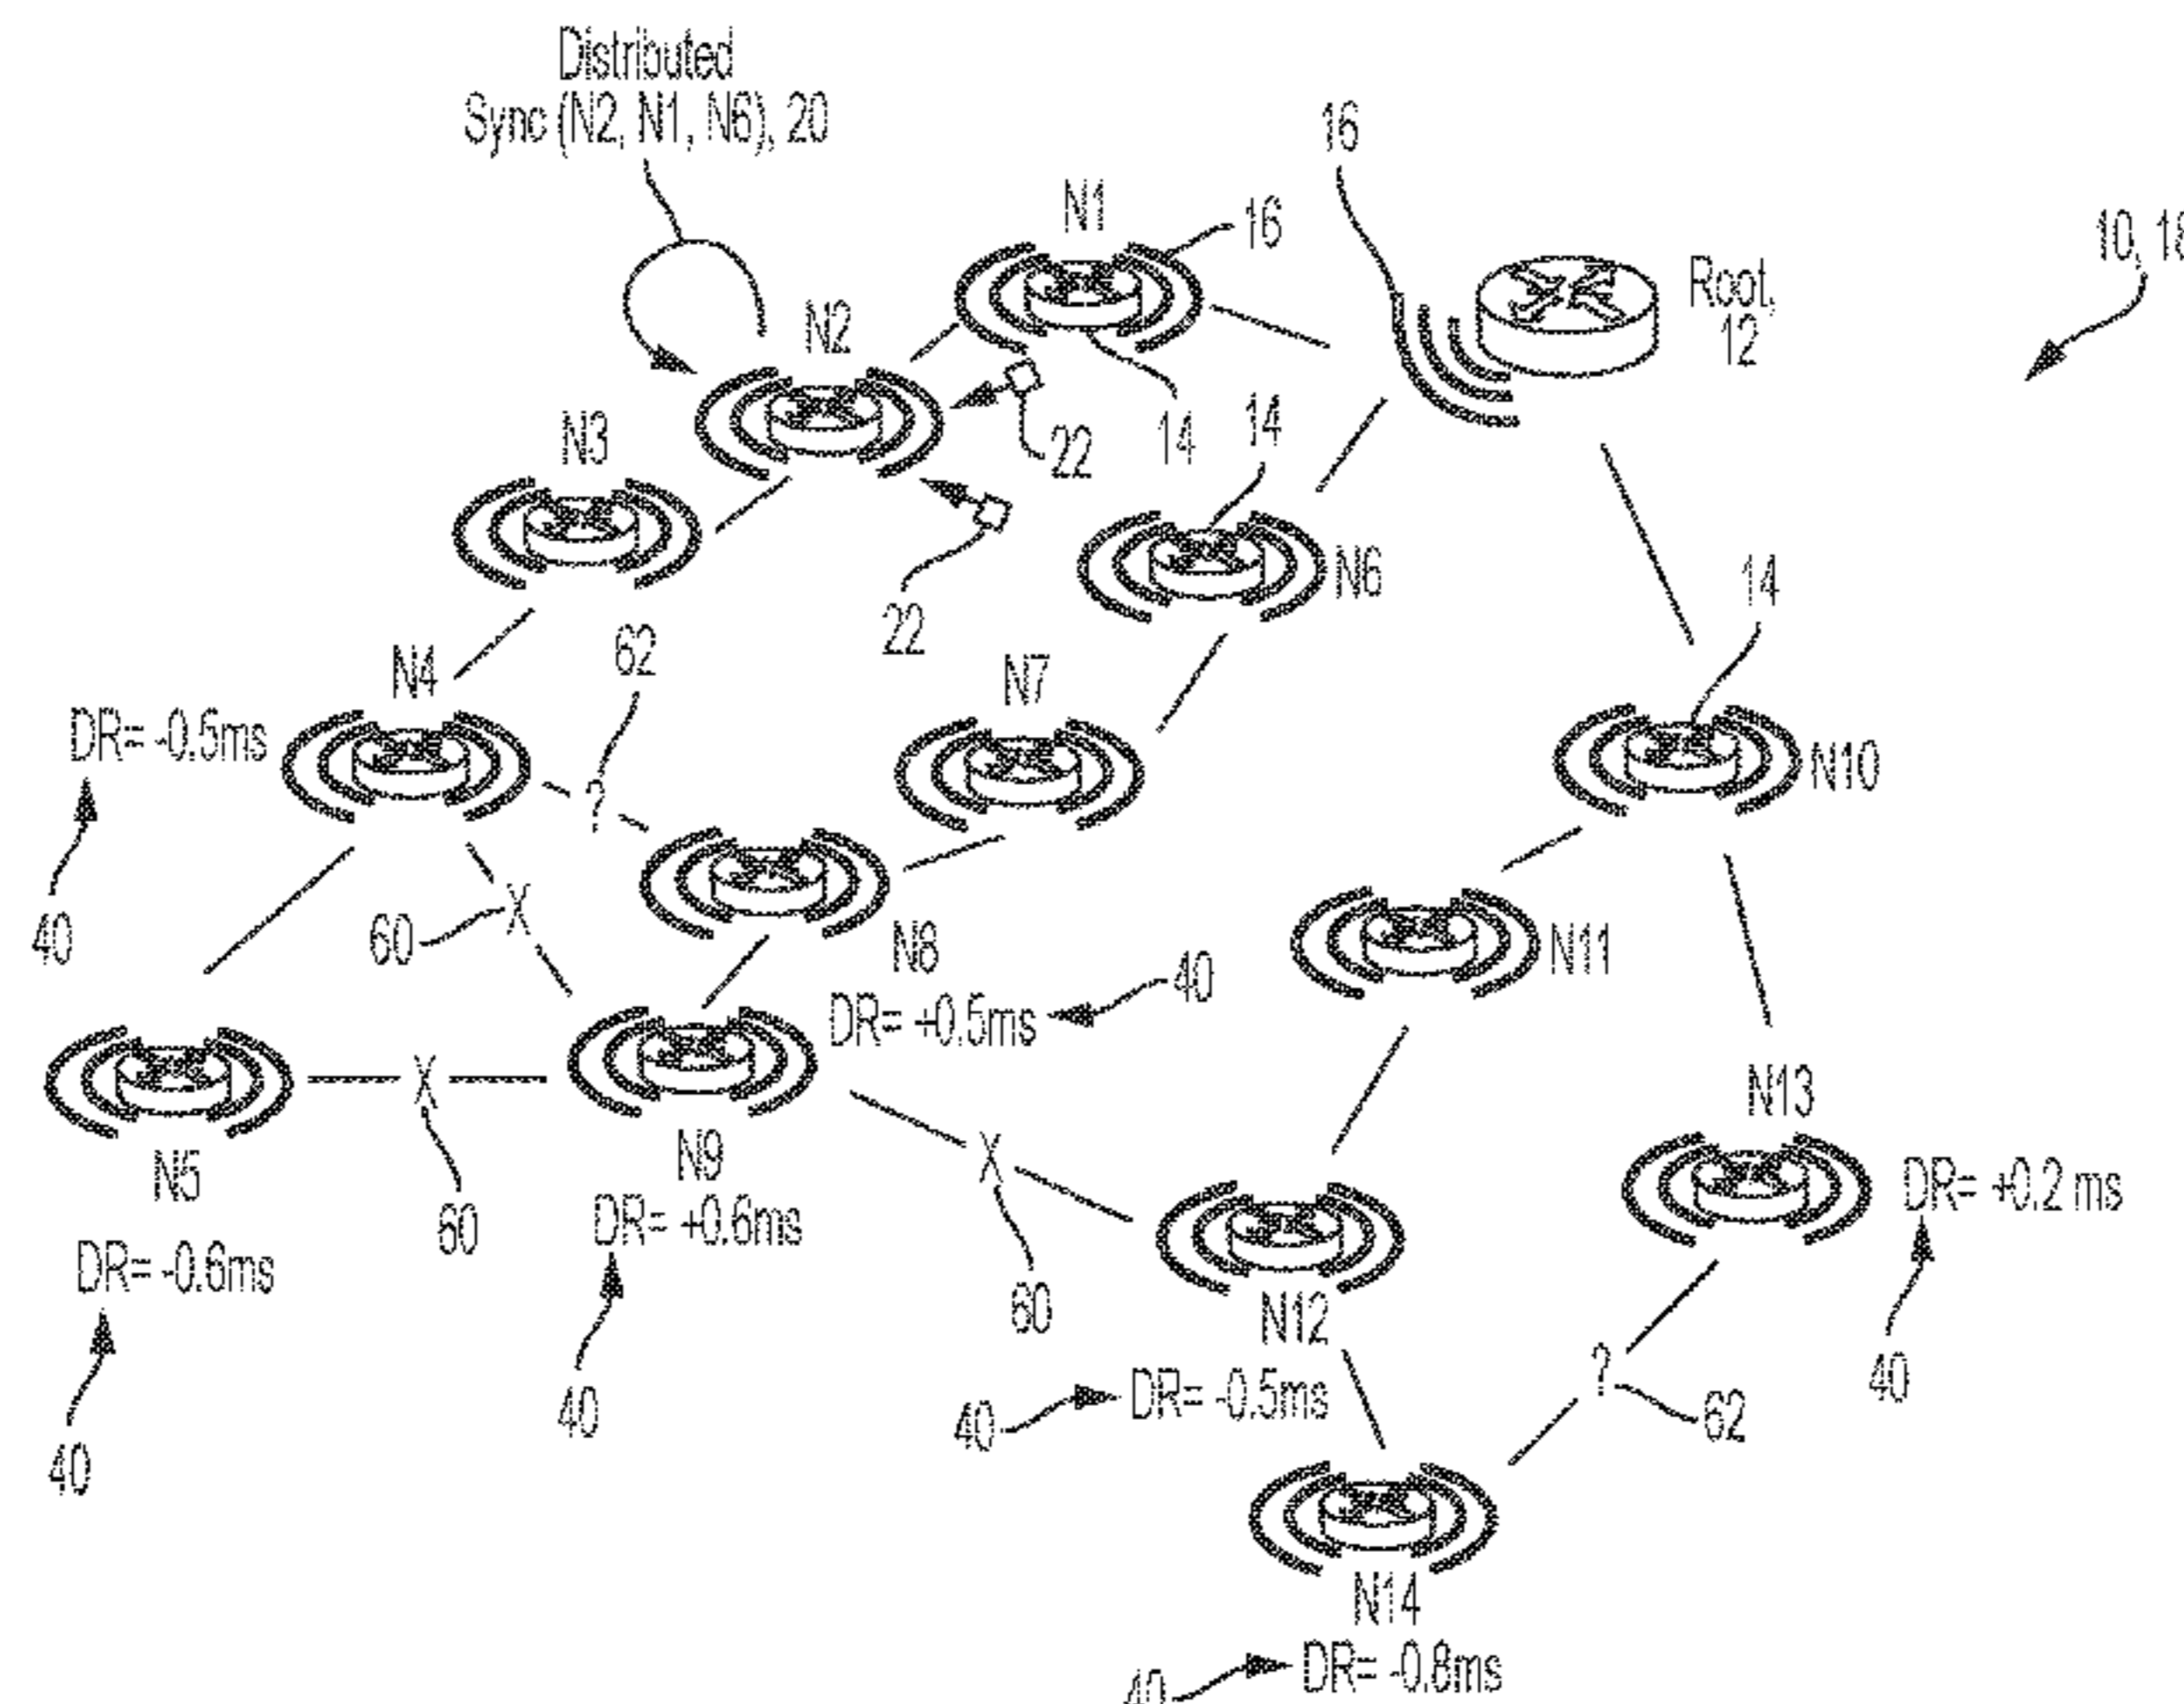 Distributed
Sync (N2, N1, N6), 20
16
N1
16
10, 18
Root,
12
N2
N3
22
14
14
22
N6
62
14
N4
N7
DR= -0.5ms
?
N10
40
60
X
N8
N11
DR= +0.5ms
40
X
N13
N5
N9
X
DR= +0.2 ms
60
DR= +0.6ms
DR= -0.6ms
60
N12
40
40
DR= -0.5ms
?
40
40
62
40
N14
DR= -0.8ms
40